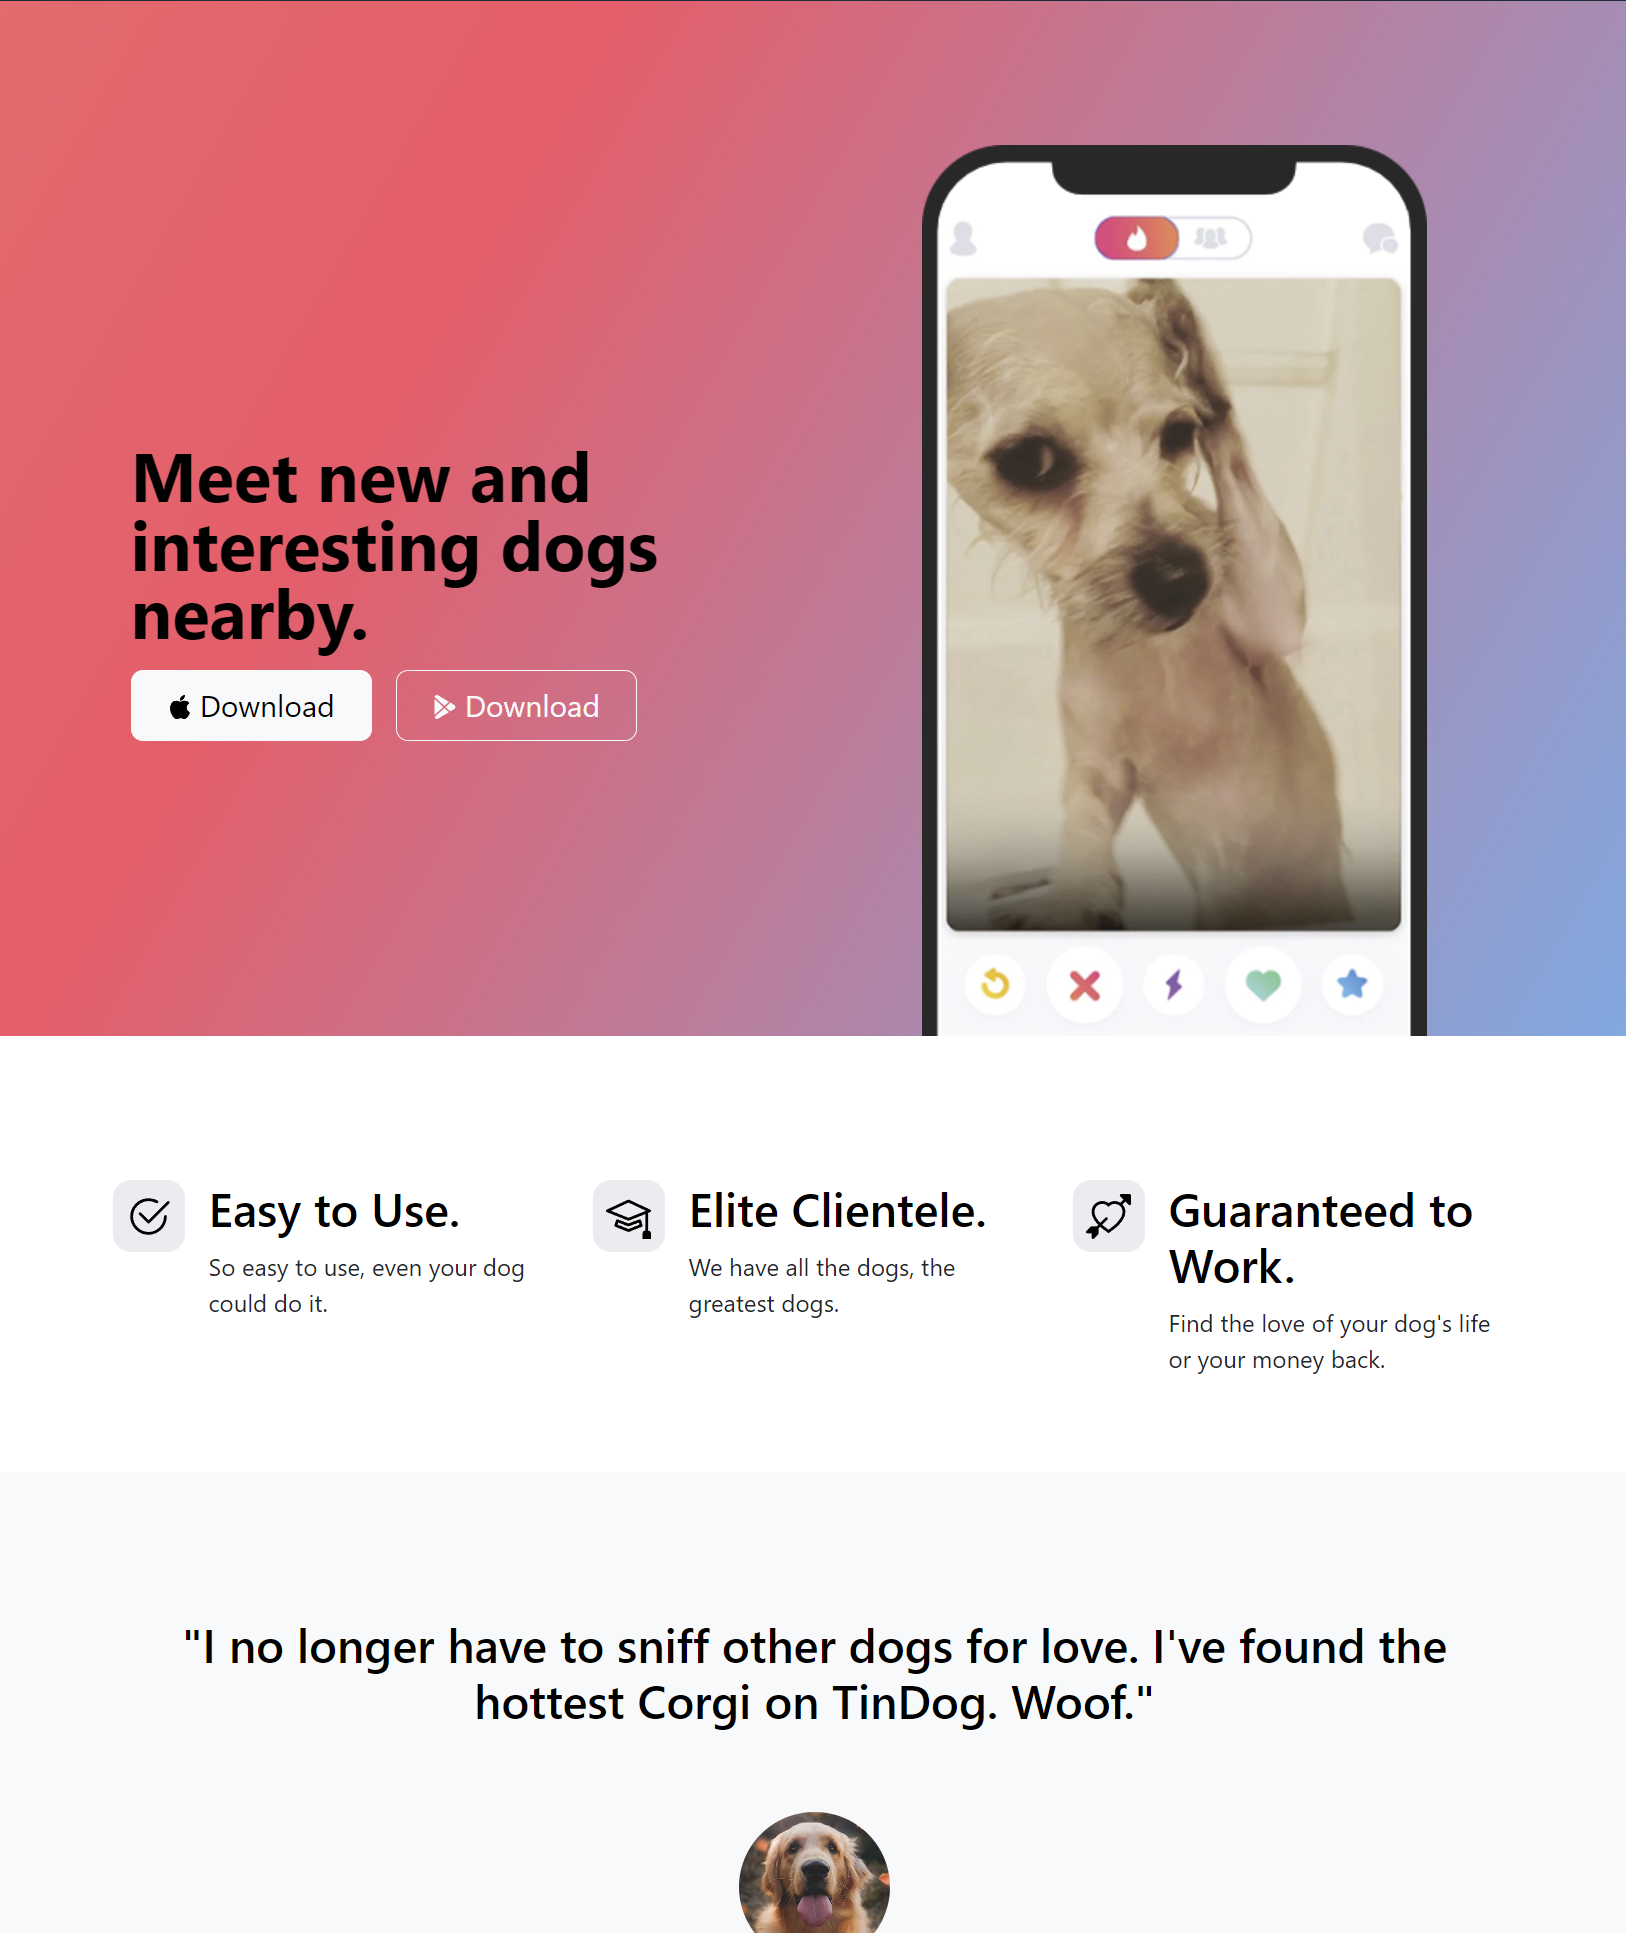 Meet new and
interesting dogs
nearby.
Download
Download
Easy to Use.
So easy to use, even your dog
could do it.
Elite Clientele.
We have all the dogs, the
greatest dogs.
Guaranteed to
Work.
Find the love of your dog's life
or your money back.
"I no longer have to sniff other dogs for love. I've found the
hottest Corgi on TinDog. Woof."